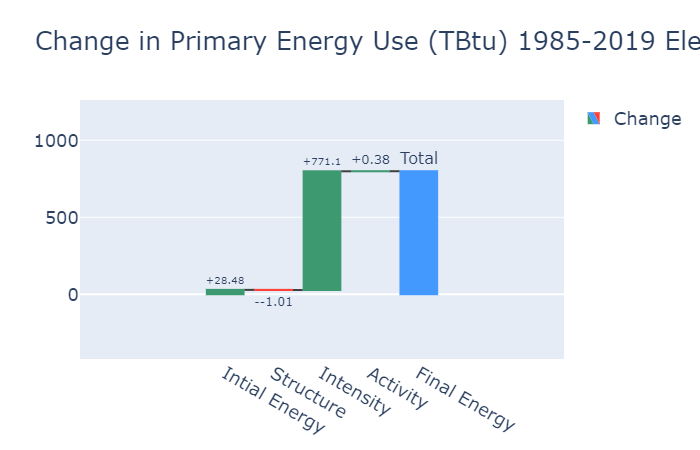 Change in Primary Energy Use (TBtu) 1985-2019 Ele
Change
1000
500
0
+28.48
--1.01
+771.1
+0.38
Total
Intial Energy
Structure
Intensity
Activity
Final Energy